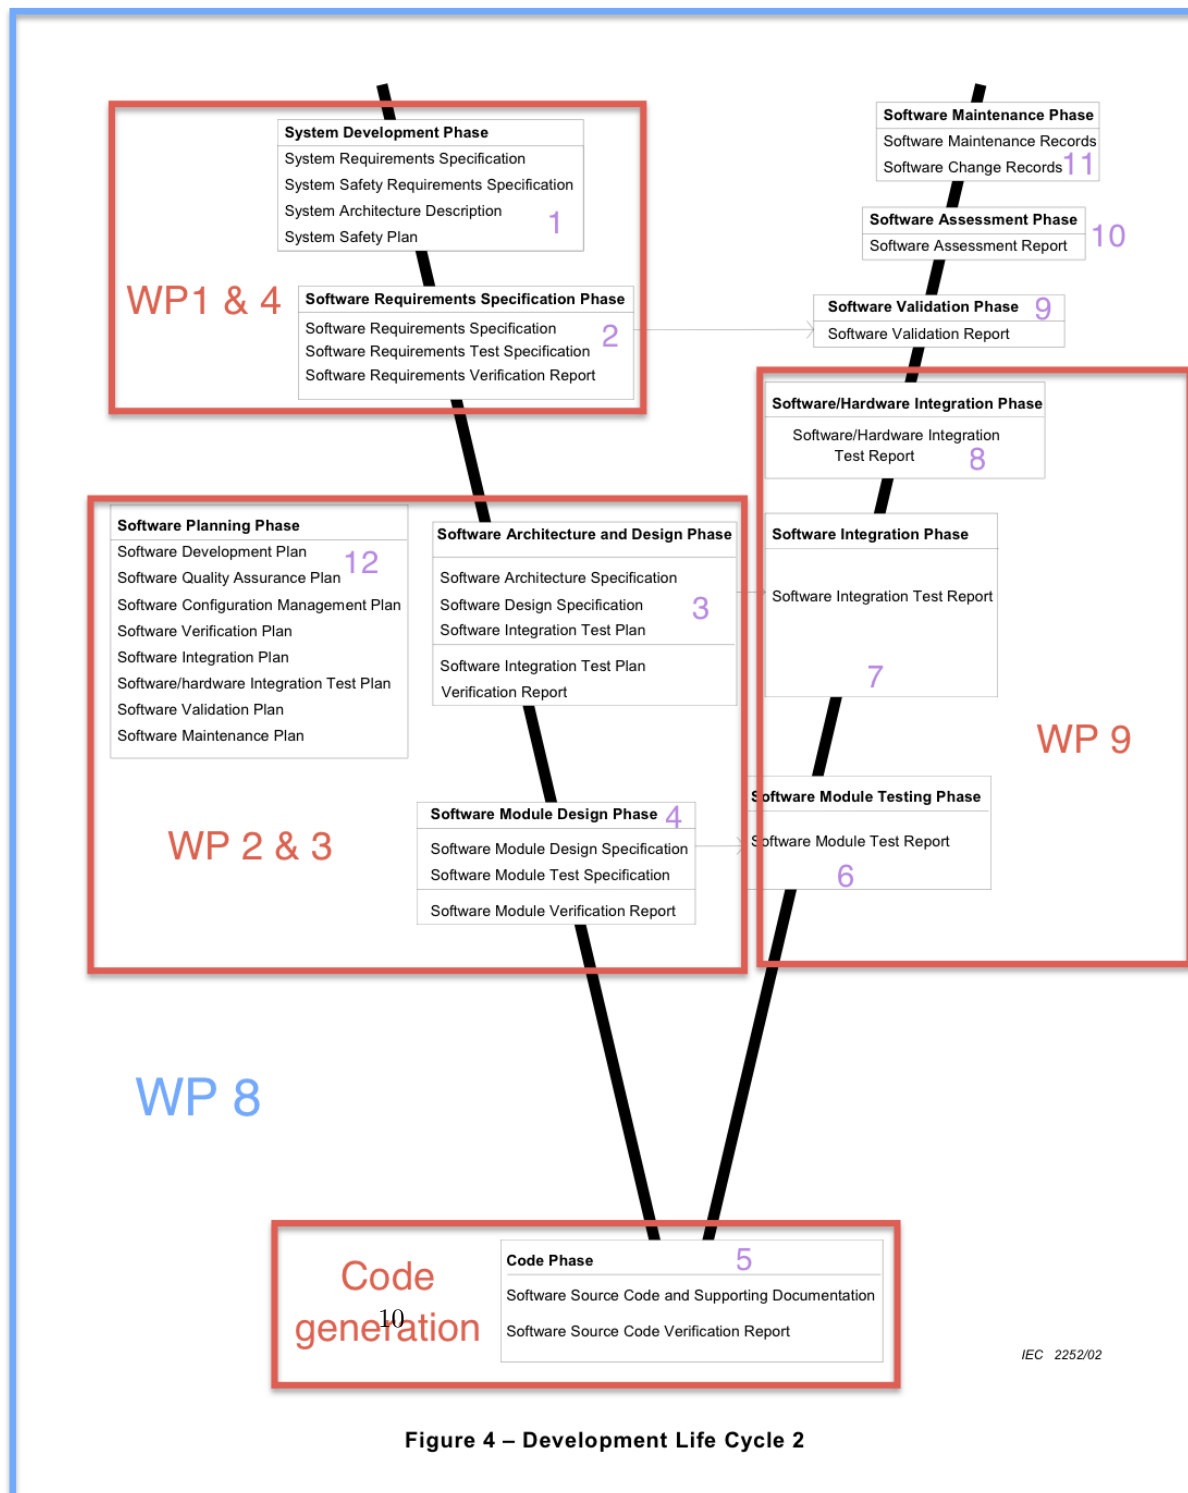 System Development Phase
System Requirements Specification
System Safety Requirements Specification
System Architecture Description
System Safety Plan
1
WP1 & 4
Software Requirements Specification Phase
Software Requirements Specification
Software Requirements Test Specification
Software Requirements Verification Report
2
Software Maintenance Phase
Software Maintenance Records
Software Change Records
11
Software Assessment Phase
Software Assessment Report
10
Software Validation Phase
9
Software Validation Report
Software/Hardware Integration Phase
Software/Hardware Integration
Test Report
8
Software Planning Phase
Software Development Plan
12
Software Quality Assurance Plan
Software Configuration Management Plan
Software Verification Plan
Software Integration Plan
Software/hardware Integration Test Plan
Software Validation Plan
Software Maintenance Plan
Software Architecture and Design Phase
Software Architecture Specification
Software Design Specification
3
Software Integration Test Plan
Software Integration Test Plan
Verification Report
Software Integration Phase
Software Integration Test Report
7
WP 9
WP 2 & 3
Software Module Design Phase
4
Software Module Design Specification
Software Module Test Specification
Software Module Verification Report
Software Module Testing Phase
Software Module Test Report
6
WP 8
Code
generation
10
Code Phase
5
Software Source Code and Supporting Documentation
Software Source Code Verification Report
IEC 2252/02
Figure 4 – Development Life Cycle 2